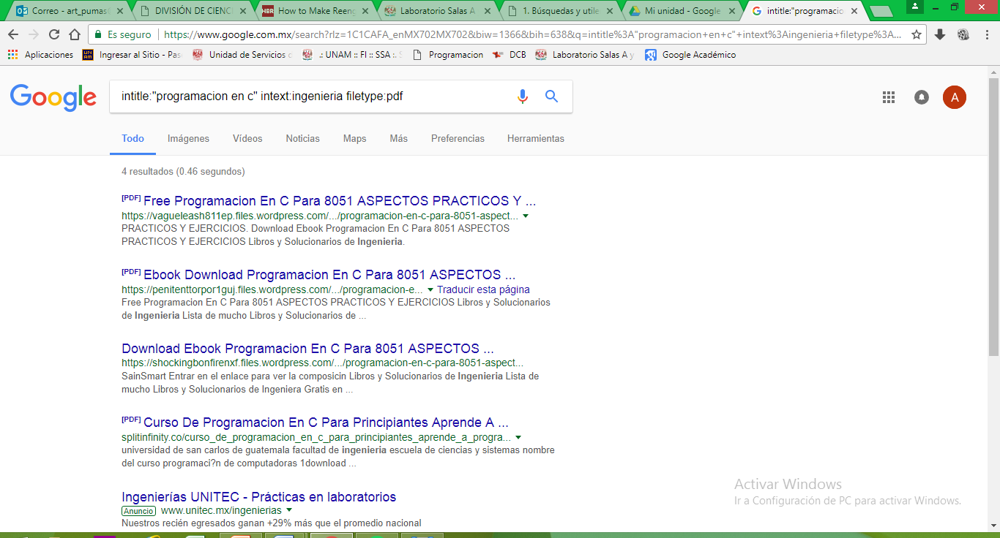 Correo - art_pumas
DIVISIÓN DE CIENCI
HBR How to Make Reeng
Laboratorio Salas A
1. Búsquedas y utile
Mi unidad - Google
intitle:"programacio
Es seguro https://www.google.com.mx/search?rlz=1C1CAFA_enMX702MX702&biw=1366&bih=638&q=intitle%3A"programacion+en+c"+intext%3Aingenieria+filetype%3A...
Aplicaciones UNAM Ingresar al Sitio - Pas Unidad de Servicios .: UNAM :: FI :: SSA :. Programacion DCB Laboratorio Salas A y Google Académico
Google
intitle:"programacion en c" intext:ingenieria filetype:pdf
A
Todo Imágenes Vídeos Noticias Maps Más Preferencias Herramientas
4 resultados (0.46 segundos)
[PDF] Free Programacion En C Para 8051 ASPECTOS PRACTICOS Y ...
https://vagueleash811ep.files.wordpress.com/.../programacion-en-c-para-8051-aspect...
PRACTICOS Y EJERCICIOS. Download Ebook Programacion En C Para 8051 ASPECTOS
PRACTICOS Y EJERCICIOS Libros y Solucionarios de Ingenieria.
[PDF] Ebook Download Programacion En C Para 8051 ASPECTOS ...
https://penitenttorpor1guj.files.wordpress.com/.../programacion-e... Traducir esta página
Free Programacion En C Para 8051 ASPECTOS PRACTICOS Y EJERCICIOS Libros y Solucionarios
de Ingenieria Lista de mucho Libros y Solucionarios de ...
Download Ebook Programacion En C Para 8051 ASPECTOS ...
https://shockingbonfirenxf.files.wordpress.com/.../programacion-en-c-para-8051-aspect...
SainSmart Entrar en el enlace para ver la composicin Libros y Solucionarios de Ingenieria Lista de
mucho Libros y Solucionarios de Ingeniera Gratis en ...
[PDF] Curso De Programacion En C Para Principiantes Aprende A ...
splitinfinity.co/curso_de_programacion_en_c_para_principiantes_aprende_a_progra...
universidad de san carlos de guatemala facultad de ingenieria escuela de ciencias y sistemas nombre
del curso programaci?n de computadoras 1download ...
Ingenierías UNITEC - Prácticas en laboratorios
Anuncio www.unitec.mx/ingenierias
Nuestros recién egresados ganan +29% más que el promedio nacional
Activar Windows
Ir a Configuración de PC para activar Windows.